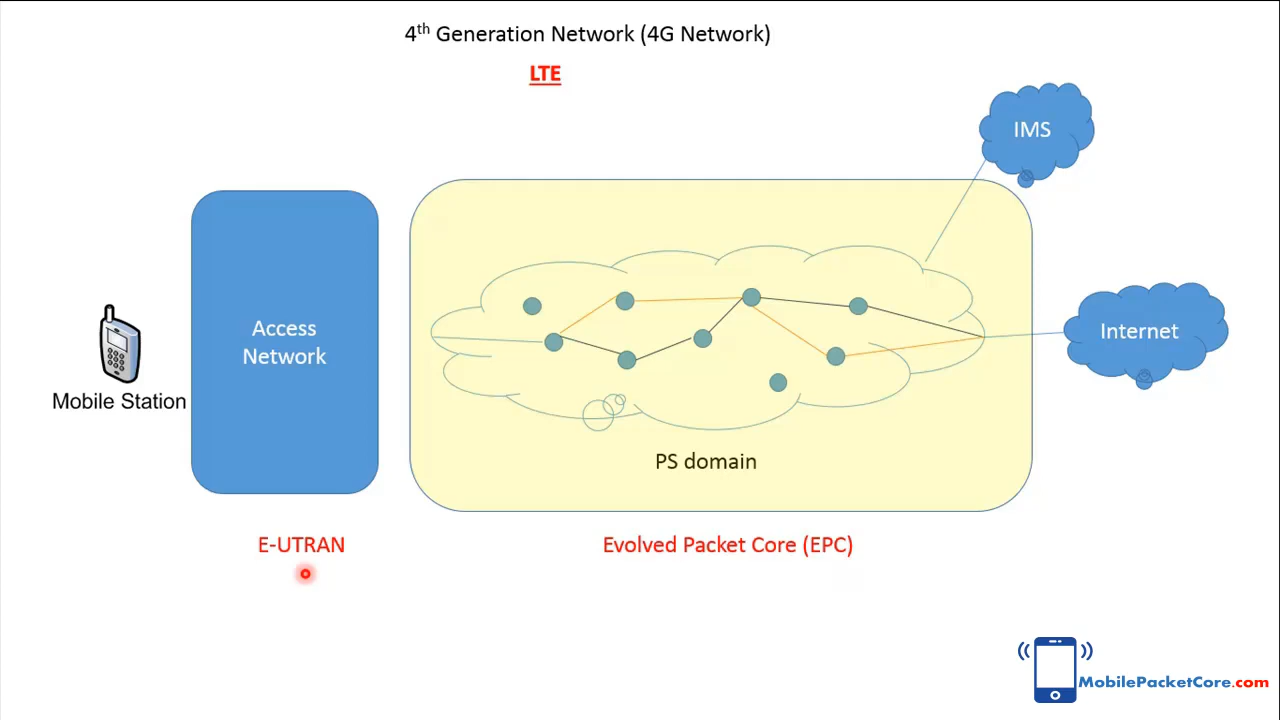 4th Generation Network (4G Network)
LTE
IMS
Access
Network
Internet
Mobile Station
PS domain
E-UTRAN
Evolved Packet Core (EPC)
MobilePacketCore.com